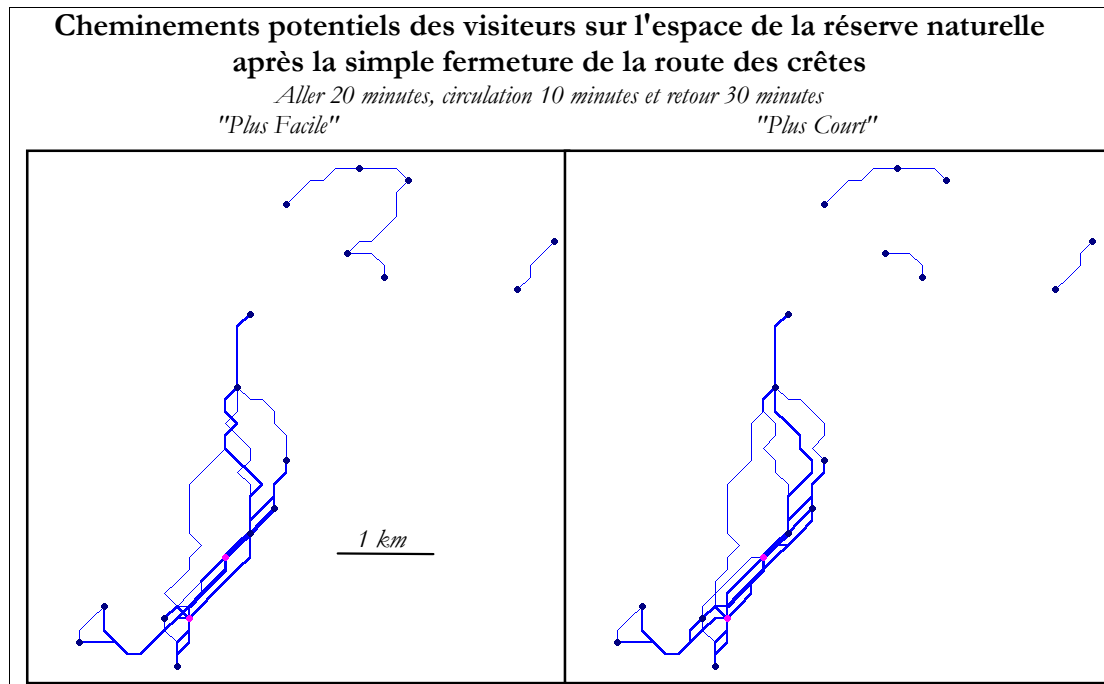 Cheminements potentiels des visiteurs sur l'espace de la réserve naturelle
après la simple fermeture de la route des crêtes
Aller 20 minutes, circulation 10 minutes et retour 30 minutes
"Plus Facile"
"Plus Court"
1 km